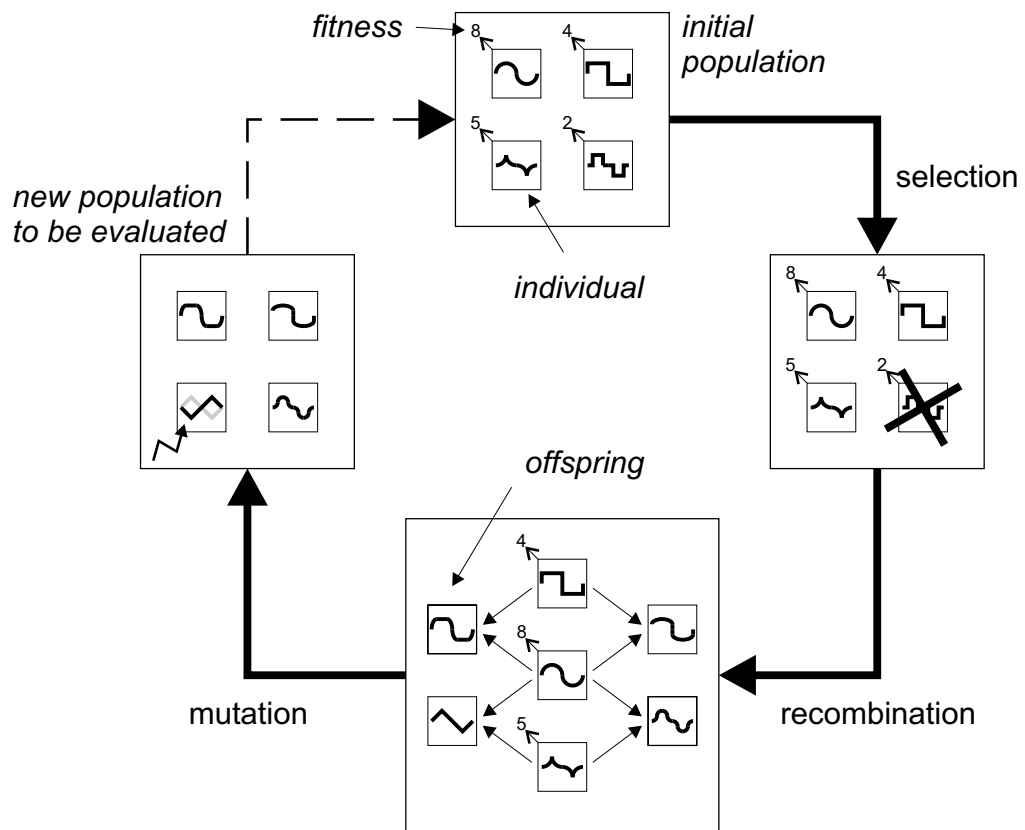 fitness
8
4
initial
population
5
2
selection
new population
to be evaluated
individual
8
4
5
2
offspring
4
8
5
mutation
recombination